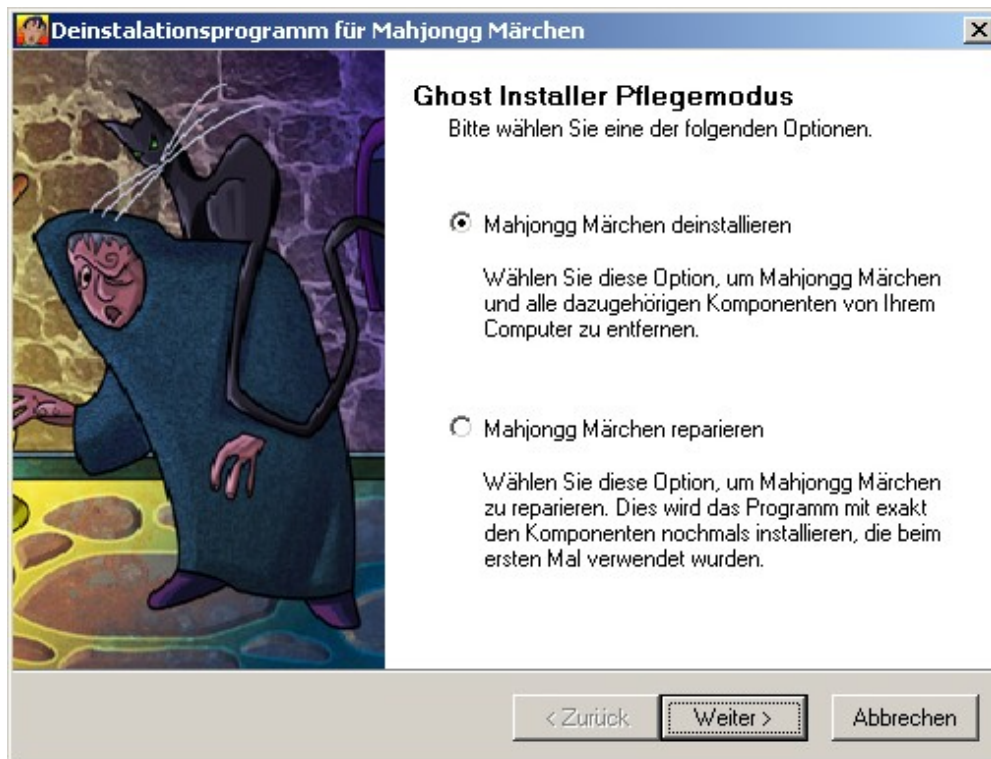 Deinstalationsprogramm für Mahjongg Märchen
Ghost Installer Pflegemodus
Bitte wählen Sie eine der folgenden Optionen.
Mahjongg Märchen deinstallieren
Wählen Sie diese Option, um Mahjongg Märchen
und alle dazugehörigen Komponenten von Ihrem
Computer zu entfernen.
Mahjongg Märchen reparieren
Wählen Sie diese Option, um Mahjongg Märchen
zu reparieren. Dies wird das Programm mit exakt
den Komponenten nochmals installieren, die beim
ersten Mal verwendet wurden.
< Zurück
Weiter >
Abbrechen